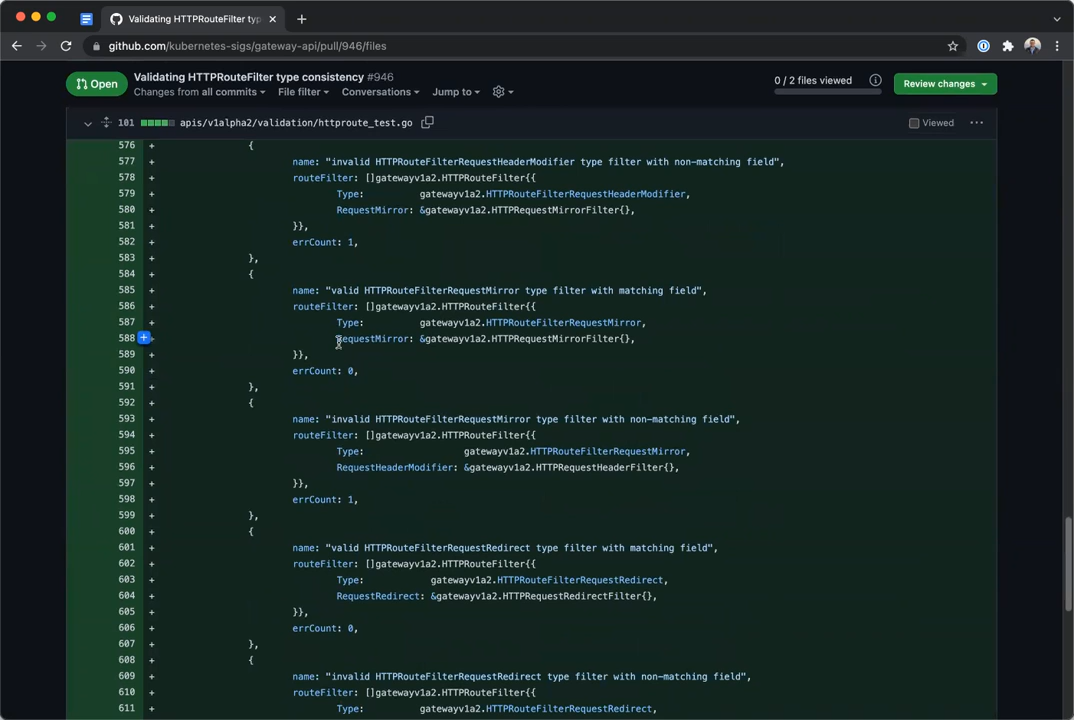 Validating HTTPRouteFilter typ
github.com/kubernetes-sigs/gateway-api/pull/946/files
Open
Validating HTTPRouteFilter type consistency #946
Changes from all commits
File filter
Conversations
Jump to
0 / 2 files viewed
Review changes
101 apis/v1alpha2/validation/httproute_test.go
Viewed
576 + {
577 + name: "invalid HTTPRouteFilterRequestHeaderModifier type filter with non-matching field",
578 + routeFilter: []gatewayv1a2.HTTPRouteFilter{{
579 + Type: gatewayv1a2.HTTPRouteFilterRequestHeaderModifier,
580 + RequestMirror: &gatewayv1a2.HTTPRequestMirrorFilter{},
581 + }},
582 + errCount: 1,
583 + },
584 + {
585 + name: "valid HTTPRouteFilterRequestMirror type filter with matching field",
586 + routeFilter: []gatewayv1a2.HTTPRouteFilter{{
587 + Type: gatewayv1a2.HTTPRouteFilterRequestMirror,
588 + RequestMirror: &gatewayv1a2.HTTPRequestMirrorFilter{},
589 + }},
590 + errCount: 0,
591 + },
592 + {
593 + name: "invalid HTTPRouteFilterRequestMirror type filter with non-matching field",
594 + routeFilter: []gatewayv1a2.HTTPRouteFilter{{
595 + Type: gatewayv1a2.HTTPRouteFilterRequestMirror,
596 + RequestHeaderModifier: &gatewayv1a2.HTTPRequestHeaderFilter{},
597 + }},
598 + errCount: 1,
599 + },
600 + {
601 + name: "valid HTTPRouteFilterRequestRedirect type filter with matching field",
602 + routeFilter: []gatewayv1a2.HTTPRouteFilter{{
603 + Type: gatewayv1a2.HTTPRouteFilterRequestRedirect,
604 + RequestRedirect: &gatewayv1a2.HTTPRequestRedirectFilter{},
605 + }},
606 + errCount: 0,
607 + },
608 + {
609 + name: "invalid HTTPRouteFilterRequestRedirect type filter with non-matching field",
610 + routeFilter: []gatewayv1a2.HTTPRouteFilter{{
611 + Type: gatewayv1a2.HTTPRouteFilterRequestRedirect,